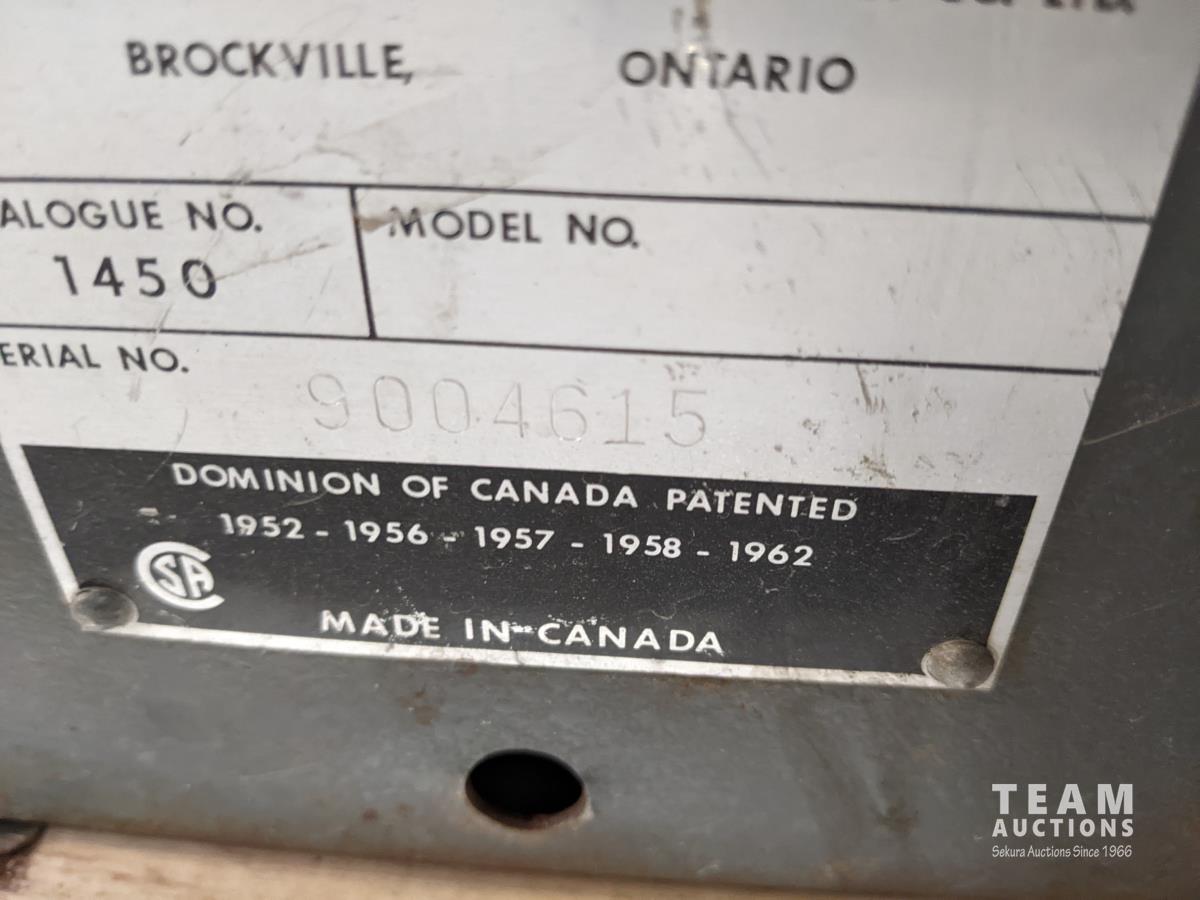 BROCKVILLE, ONTARIO
ALOGUE NO. MODEL NO.
1450
ERIAL NO.
9004615
DOMINION OF CANADA PATENTED
1952 - 1956 - 1957 - 1958 - 1962
CSA
MADE IN CANADA
TEAM
AUCTIONS
Sekura Auctions Since 1966